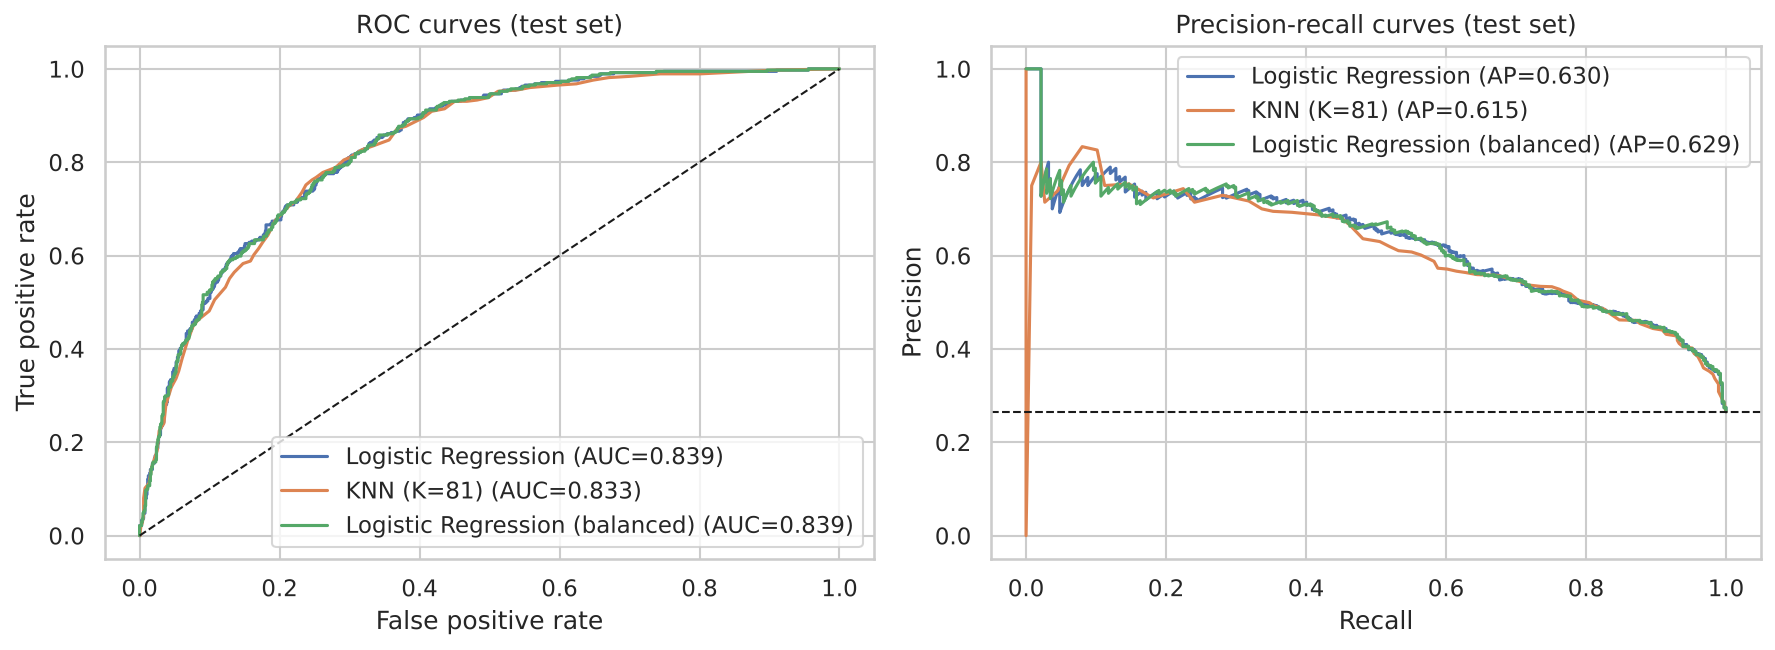 ROC curves (test set)
True positive rate
1.0
0.8
0.6
0.4
0.2
0.0
Logistic Regression (AUC=0.839)
KNN (K=81) (AUC=0.833)
Logistic Regression (balanced) (AUC=0.839)
0.0 0.2 0.4 0.6 0.8 1.0
False positive rate
Precision-recall curves (test set)
Precision
1.0
0.8
0.6
0.4
0.2
0.0
Logistic Regression (AP=0.630)
KNN (K=81) (AP=0.615)
Logistic Regression (balanced) (AP=0.629)
0.0 0.2 0.4 0.6 0.8 1.0
Recall